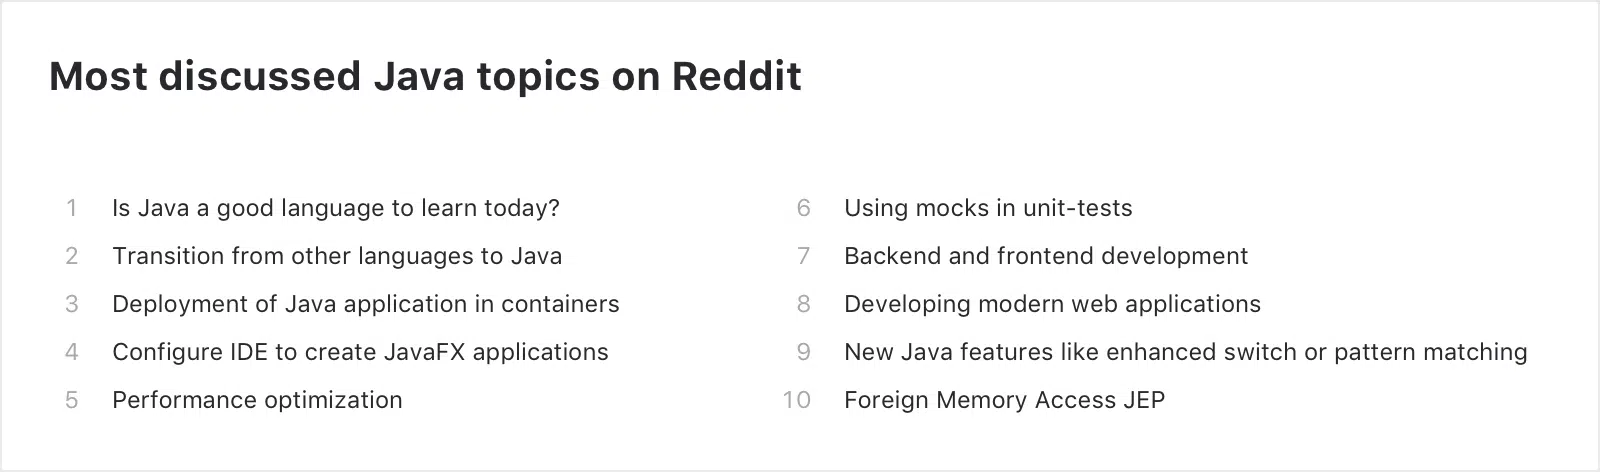 Most discussed Java topics on Reddit
1 Is Java a good language to learn today?
2 Transition from other languages to Java
3 Deployment of Java application in containers
4 Configure IDE to create JavaFX applications
5 Performance optimization
6 Using mocks in unit-tests
7 Backend and frontend development
8 Developing modern web applications
9 New Java features like enhanced switch or pattern matching
10 Foreign Memory Access JEP